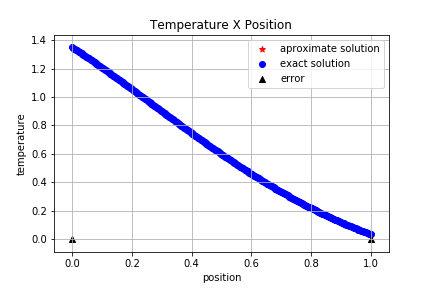 Temperature X Position
aproximate solution
exact solution
error
temperature
1.4
1.2
1.0
0.8
0.6
0.4
0.2
0.0
0.0 0.2 0.4 0.6 0.8 1.0
position